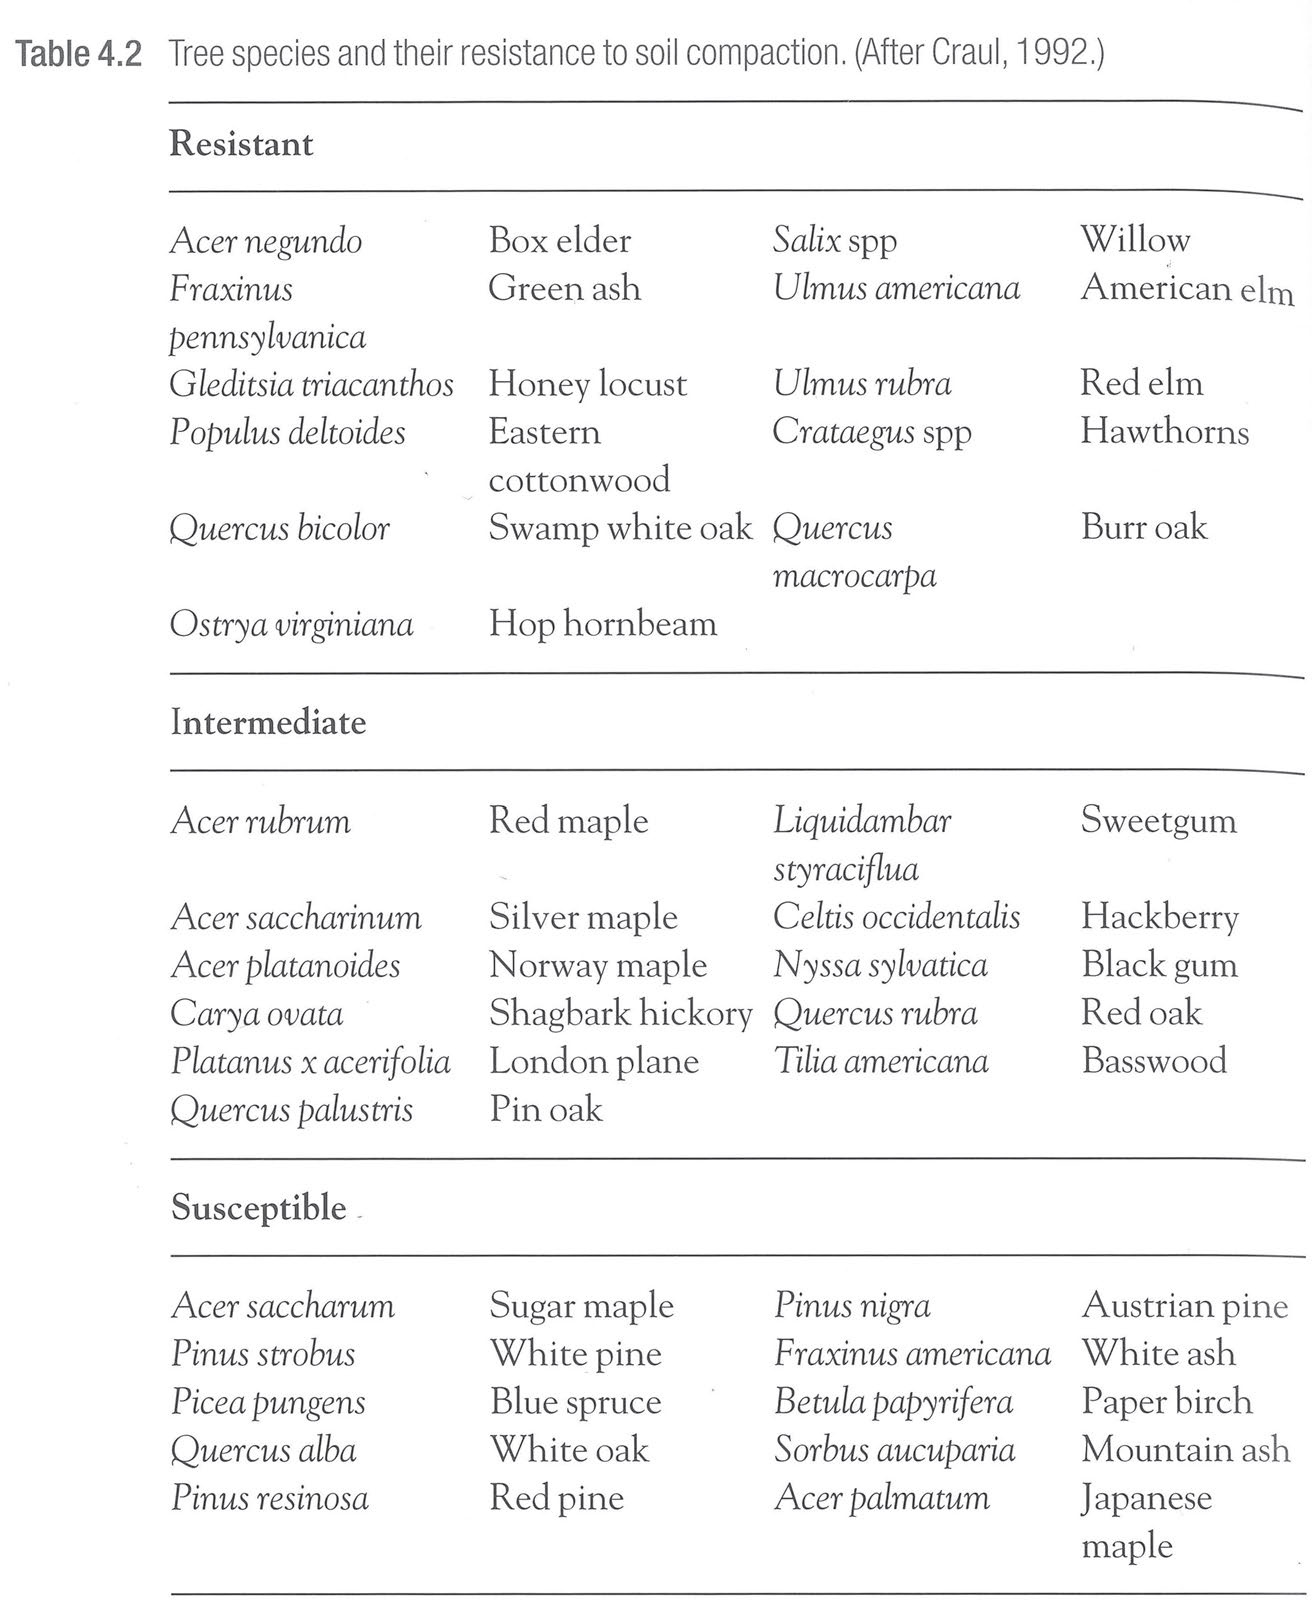 Table 4.2 Tree species and their resistance to soil compaction. (After Craul, 1992.)
Resistant
Acer negundo Box elder Salix spp Willow
Fraxinus Green ash Ulmus americana American elm
pennsylvanica
Gleditsia triacanthos Honey locust Ulmus rubra Red elm
Populus deltoides Eastern Crataegus spp Hawthorns
cottonwood
Quercus bicolor Swamp white oak Quercus Burr oak
macrocarpa
Ostrya virginiana Hop hornbeam
Intermediate
Acer rubrum Red maple Liquidambar Sweetgum
styraciflua
Acer saccharinum Silver maple Celtis occidentalis Hackberry
Acer platanoides Norway maple Nyssa sylvatica Black gum
Carya ovata Shagbark hickory Quercus rubra Red oak
Platanus x acerifolia London plane Tilia americana Basswood
Quercus palustris Pin oak
Susceptible
Acer saccharum Sugar maple Pinus nigra Austrian pine
Pinus strobus White pine Fraxinus americana White ash
Picea pungens Blue spruce Betula papyrifera Paper birch
Quercus alba White oak Sorbus aucuparia Mountain ash
Pinus resinosa Red pine Acer palmatum Japanese
maple